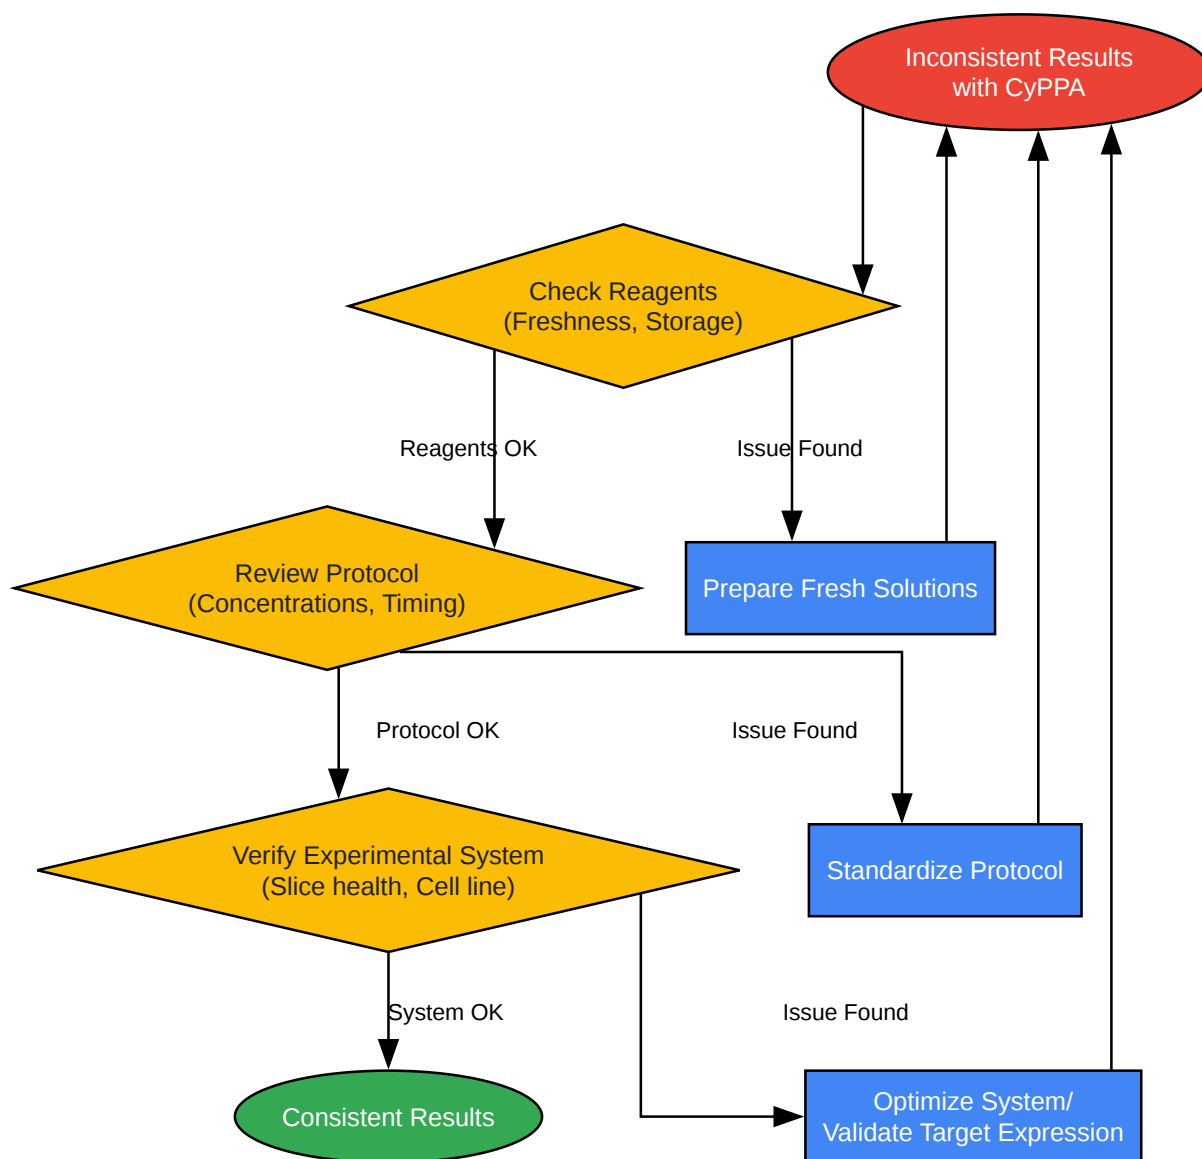 Inconsistent Results
with CyPPA
Check Reagents
(Freshness, Storage)
Reagents OK
Issue Found
Review Protocol
(Concentrations, Timing)
Prepare Fresh Solutions
Protocol OK
Issue Found
Verify Experimental System
(Slice health, Cell line)
Standardize Protocol
System OK
Issue Found
Consistent Results
Optimize System/
Validate Target Expression